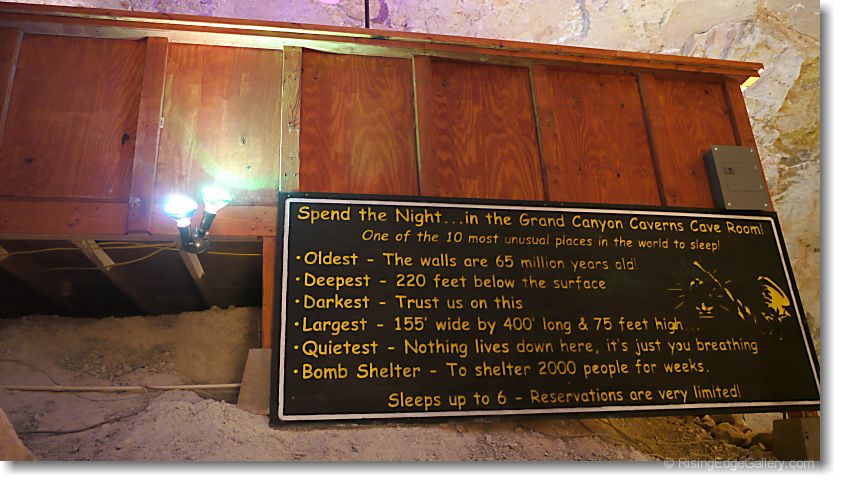 Spend the Night...in the Grand Canyon Caverns Cave Room!
One of the 10 most unusual places in the world to sleep!
• Oldest - The walls are 65 million years old!
• Deepest - 220 feet below the surface
• Darkest - Trust us on this
• Largest - 155' wide by 400' long & 75 feet high...
• Quietest - Nothing lives down here, it's just you breathing
• Bomb Shelter - To shelter 2000 people for weeks.
Sleeps up to 6 - Reservations are very limited!
© RisingEdgeGallery.com